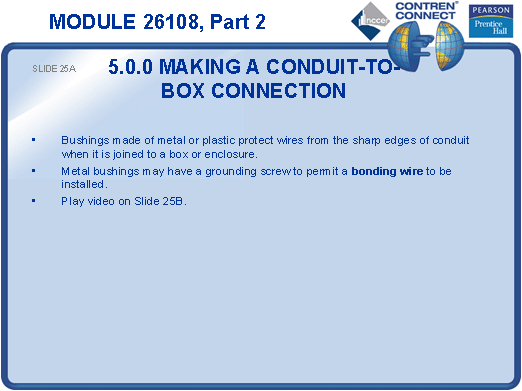 MODULE 26108, Part 2
nccer
CONTREN®
CONNECT
PEARSON
Prentice
Hall
SLIDE 25A
5.0.0 MAKING A CONDUIT-TO-
BOX CONNECTION
• Bushings made of metal or plastic protect wires from the sharp edges of conduit
when it is joined to a box or enclosure.
• Metal bushings may have a grounding screw to permit a bonding wire to be
installed.
• Play video on Slide 25B.